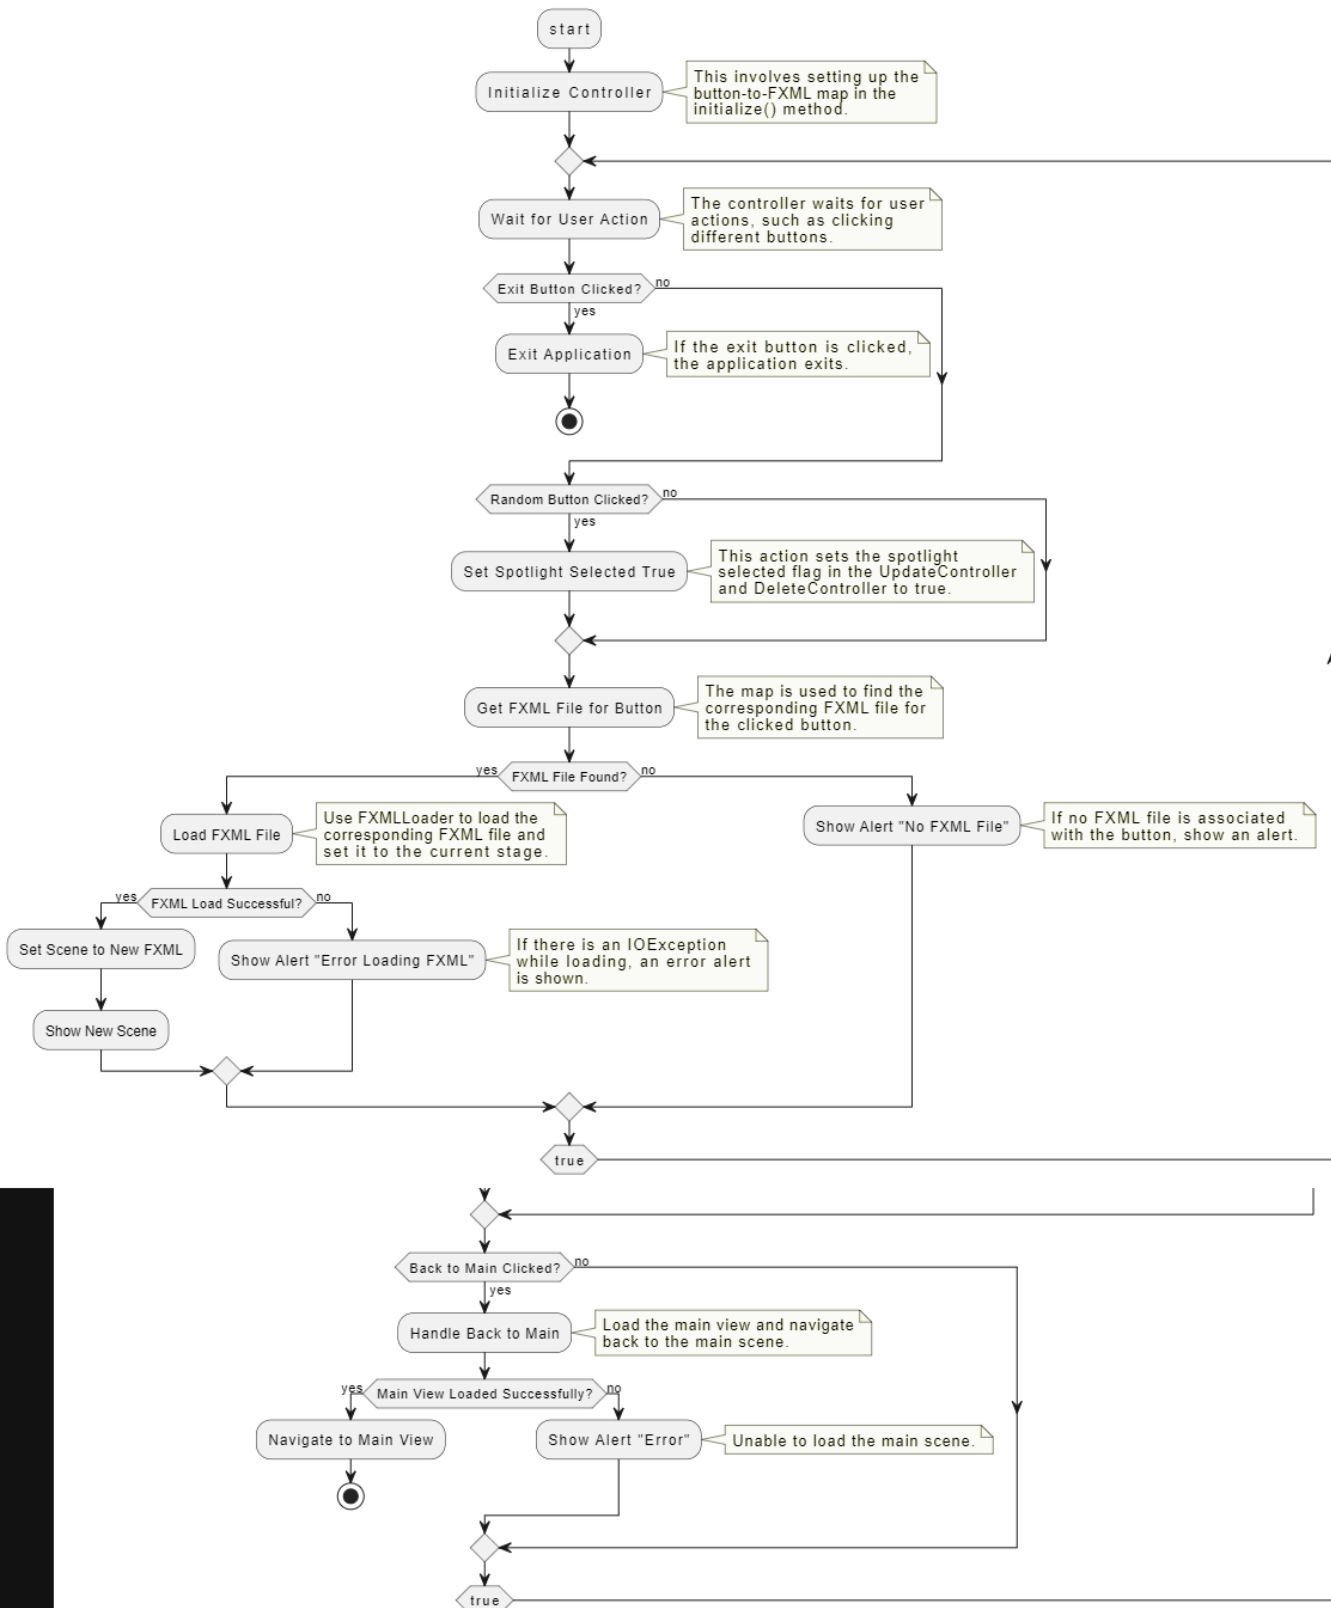 start
Initialize Controller
This involves setting up the
button-to-FXML map in the
initialize() method.
Wait for User Action
The controller waits for user
actions, such as clicking
different buttons.
Exit Button Clicked?
no
yes
Exit Application
If the exit button is clicked,
the application exits.
Random Button Clicked?
no
yes
Set Spotlight Selected True
This action sets the spotlight
selected flag in the UpdateController
and DeleteController to true.
Get FXML File for Button
The map is used to find the
corresponding FXML file for
the clicked button.
yes
FXML File Found?
no
Load FXML File
Use FXMLLoader to load the
corresponding FXML file and
set it to the current stage.
Show Alert "No FXML File"
If no FXML file is associated
with the button, show an alert.
yes
FXML Load Successful?
no
Set Scene to New FXML
Show Alert "Error Loading FXML"
If there is an IOException
while loading, an error alert
is shown.
Show New Scene
true
Back to Main Clicked?
no
yes
Handle Back to Main
Load the main view and navigate
back to the main scene.
yes
Main View Loaded Successfully?
no
Navigate to Main View
Show Alert "Error"
Unable to load the main scene.
true